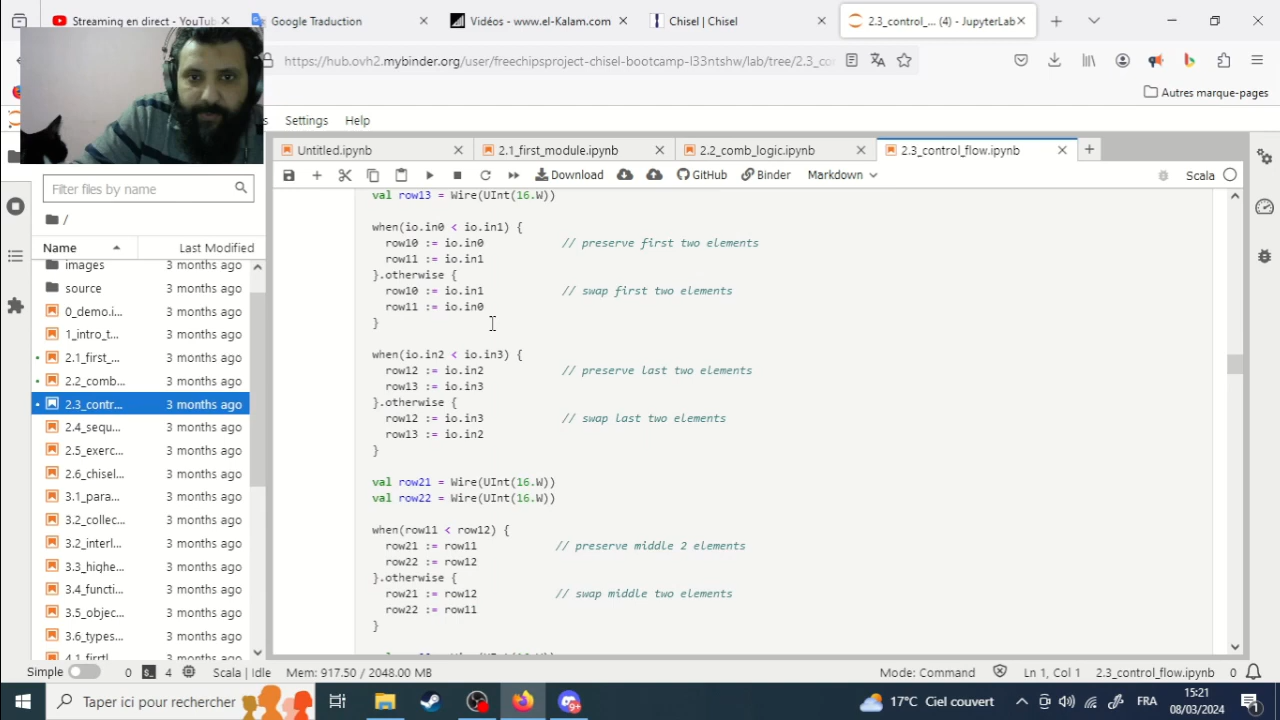 Streaming en direct - YouTube
Google Traduction
Vidéos - www.el-Kalam.com
Chisel | Chisel
2.3_control_... (4) - JupyterLab
https://hub.ovh2.mybinder.org/user/freechipsproject-chisel-bootcamp-l33ntshw/lab/tree/2.3_co
Autres marque-pages
Settings Help
Untitled.ipynb
2.1_first_module.ipynb
2.2_comb_logic.ipynb
2.3_control_flow.ipynb
Download GitHub Binder Markdown Scala
Filter files by name
/
Name Last Modified
images 3 months ago
source 3 months ago
0_demo.i... 3 months ago
1_intro_t... 3 months ago
2.1_first_... 3 months ago
2.2_comb... 3 months ago
2.3_contr... 3 months ago
2.4_sequ... 3 months ago
2.5_exerc... 3 months ago
2.6_chisel... 3 months ago
3.1_para... 3 months ago
3.2_collec... 3 months ago
3.2_interl... 3 months ago
3.3_highe... 3 months ago
3.4_functi... 3 months ago
3.5_objec... 3 months ago
3.6_types... 3 months ago
4.1_firrtl... 3 months ago
val row13 = Wire(UInt(16.W))
when(io.in0 < io.in1) {
row10 := io.in0 // preserve first two elements
row11 := io.in1
}.otherwise {
row10 := io.in1 // swap first two elements
row11 := io.in0
}
when(io.in2 < io.in3) {
row12 := io.in2 // preserve last two elements
row13 := io.in3
}.otherwise {
row12 := io.in3 // swap last two elements
row13 := io.in2
}
val row21 = Wire(UInt(16.W))
val row22 = Wire(UInt(16.W))
when(row11 < row12) {
row21 := row11 // preserve middle 2 elements
row22 := row12
}.otherwise {
row21 := row12 // swap middle two elements
row22 := row11
}
Simple 0 4 Scala | Idle Mem: 917.50 / 2048.00 MB Mode: Command Ln 1, Col 1 2.3_control_flow.ipynb 0
Taper ici pour rechercher
17°C Ciel couvert
FRA
15:21
08/03/2024
1